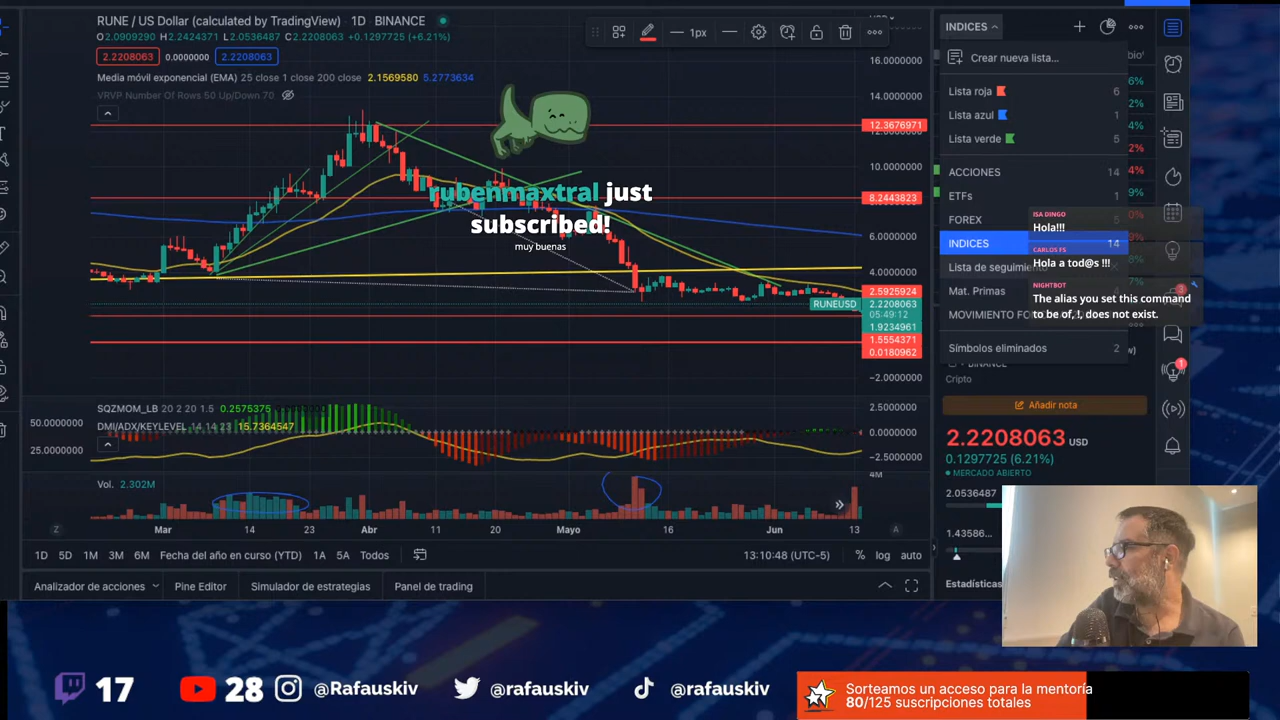 RUNE / US Dollar (calculated by TradingView) 1D BINANCE
O2.0909290 H2.2424371 L2.0536487 C2.2208063 +0.1297725 (+6.21%)
2.2208063 0.0000000 2.2208063
Media móvil exponencial (EMA) 25 close 1 close 200 close 2.1569580 5.2773634
VRVP Number Of Rows 50 Up/Down 70
1px
rubenmaxtral just
subscribed!
muy buenas
16.0000000
14.0000000
12.3676971
12.0000000
10.0000000
8.2443823
6.0000000
4.0000000
2.5925924
RUNEUSD 2.2208063
05:49:12
1.9234961
1.5554371
0.0180962
−2.0000000
SQZMOM_LB 20 2 20 1.5 0.2575375
DMI/ADX/KEYLEVEL 14 14 23 15.7364547
50.0000000
25.0000000
2.5000000
0.0000000
−2.5000000
Vol. 2.302M
4M
Z Mar 14 23 Abr 11 20 Mayo 16 Jun 13 A
1D 5D 1M 3M 6M Fecha del año en curso (YTD) 1A 5A Todos
13:10:48 (UTC-5) % log auto
Analizador de acciones Pine Editor Simulador de estrategias Panel de trading
INDICES
Crear nueva lista...
Lista roja 6
Lista azul 1
Lista verde 5
ACCIONES 14
ETFs 1
FOREX
INDICES 14
Lista de seguimie
Mat. Primas
MOVIMIENTO FO
Símbolos eliminados 2
ISA DINGO
Hola!!!
CARLOS FS
Hola a tod@s !!!
NIGHTBOT
The alias you set this command
to be of,!, does not exist.
3
1
BINANCE
Cripto
Añadir nota
2.2208063 USD
0.1297725 (6.21%)
MERCADO ABIERTO
2.0536487
1.43586...
Estadísticas
17 28 @Rafauskiv @rafauskiv @rafauskiv
Sorteamos un acceso para la mentoría
80/125 suscripciones totales